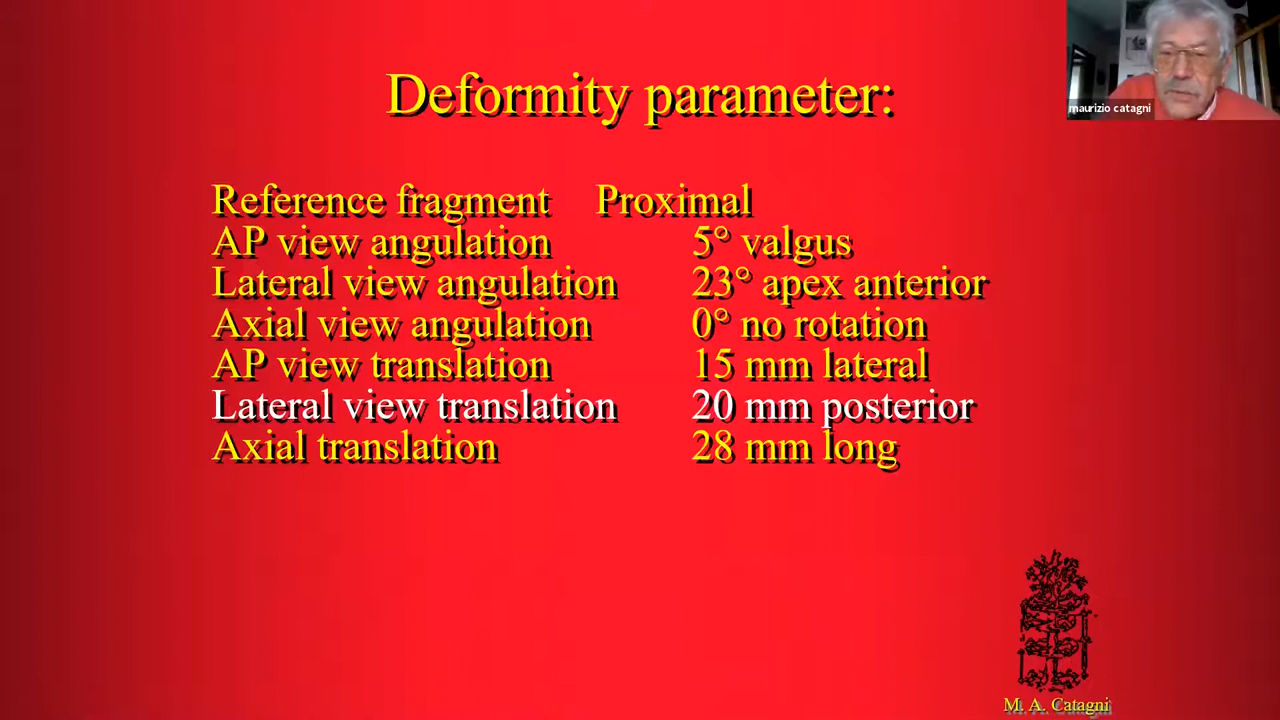 Deformity parameter:
maurizio catagni
Reference fragment Proximal
AP view angulation 5° valgus
Lateral view angulation 23° apex anterior
Axial view angulation 0° no rotation
AP view translation 15 mm lateral
Lateral view translation 20 mm posterior
Axial translation 28 mm long
M. A. Catagni